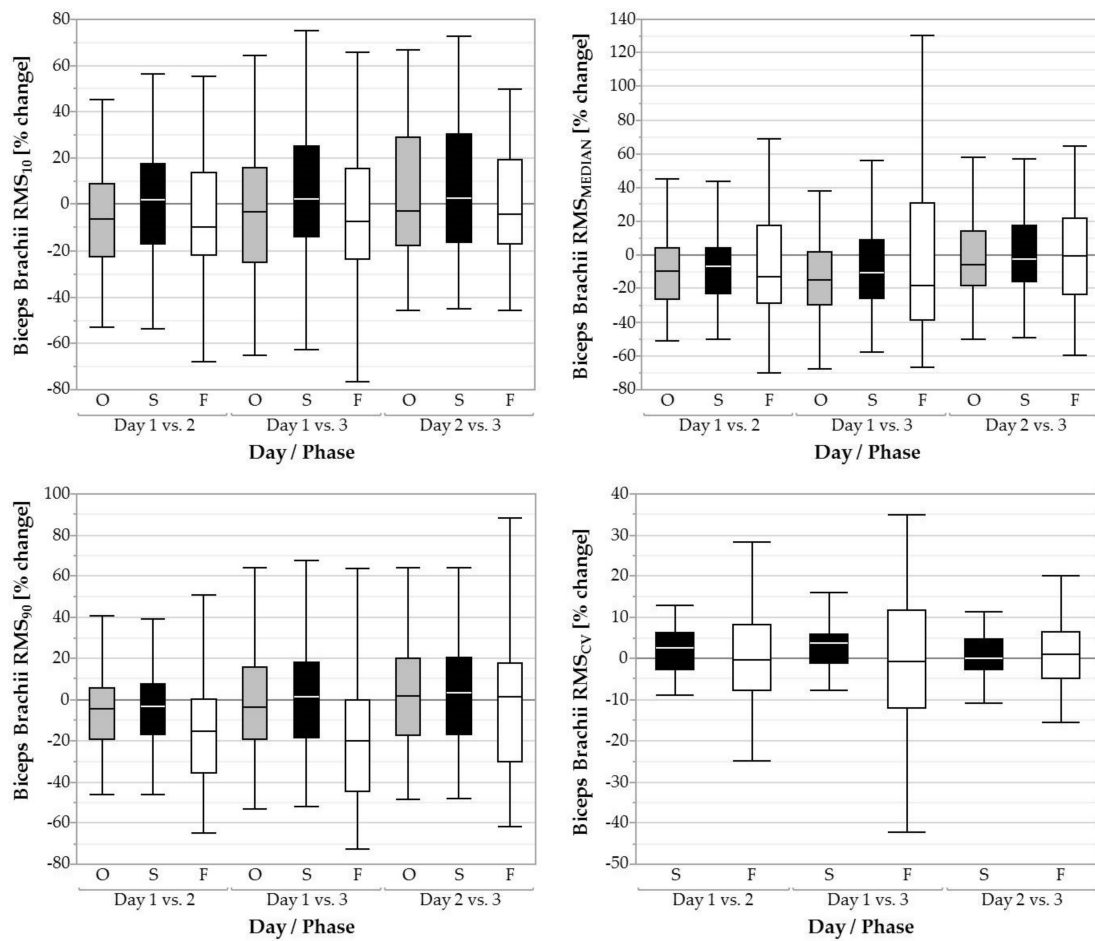 Biceps Brachii RMS10 [% change]
80
60
40
20
0
-20
-40
-60
-80
O S F O S F O S F
Day 1 vs. 2 Day 1 vs. 3 Day 2 vs. 3
Day / Phase
Biceps Brachii RMSMEDIAN [% change]
140
120
100
80
60
40
20
0
-20
-40
-60
-80
O S F O S F O S F
Day 1 vs. 2 Day 1 vs. 3 Day 2 vs. 3
Day / Phase
Biceps Brachii RMS90 [% change]
100
80
60
40
20
0
-20
-40
-60
-80
O S F O S F O S F
Day 1 vs. 2 Day 1 vs. 3 Day 2 vs. 3
Day / Phase
Biceps Brachii RMSCV [% change]
40
30
20
10
0
-10
-20
-30
-40
-50
S F S F S F
Day 1 vs. 2 Day 1 vs. 3 Day 2 vs. 3
Day / Phase